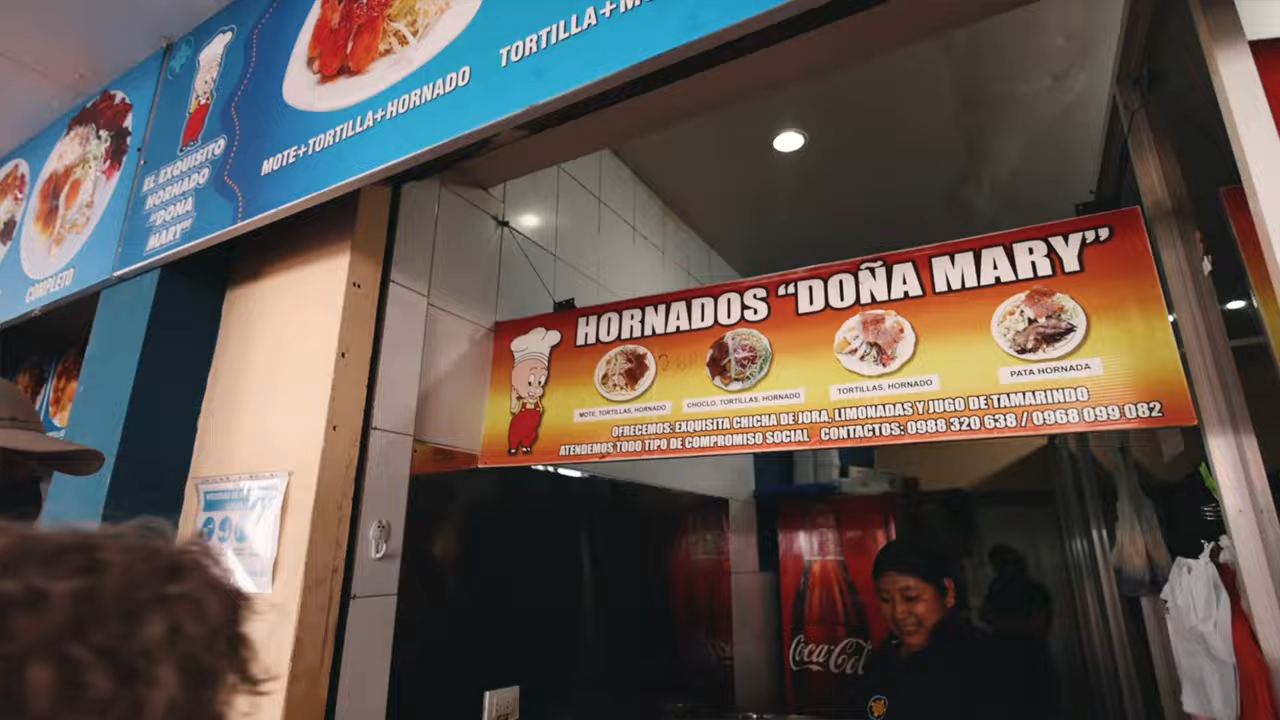 TORTILLA+M
MOTE+TORTILLA+HORNADO
EL EXQUISITO
HORNADO
"DOÑA
MARY"
COMPLETO
HORNADOS "DOÑA MARY"
MOTE, TORTILLAS, HORNADO
CHOCLO, TORTILLAS, HORNADO
TORTILLAS, HORNADO
PATA HORNADA
OFRECEMOS: EXQUISITA CHICHA DE JORA, LIMONADAS Y JUGO DE TAMARINDO
ATENDEMOS TODO TIPO DE COMPROMISO SOCIAL CONTACTOS: 0988 320 638 / 0968 099 082
Coca-Col